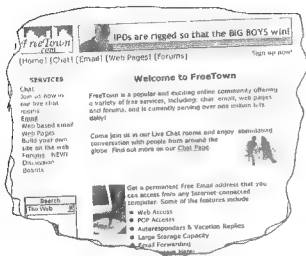 FreeTown
.com
IPOs are rigged so that the BIG BOYS win!
[Home] [Chat] [Email] [Web Pages] [Forums]
Sign up now!
SERVICES
Chat
Join us now in
our live chat
rooms
Email
Web based email
Web Pages
Build your own
site on the web
Forums NEW!
Discussion
Boards
Search
The Web
Welcome to FreeTown
FreeTown is a popular and exciting online community offering
a variety of free services, including: chat, email, web pages
and forums, and is currently serving over one million hits
daily!
Come join us in our Live Chat rooms and enjoy stimulating
conversation with people from around the
globe. Find out more on our Chat Page
Get a permanent Free Email address that you
can access from any Internet connected
computer. Some of the features include
Web Access
POP Access
Autoresponders & Vacation Replies
Large Storage Capacity
Email Forwarding